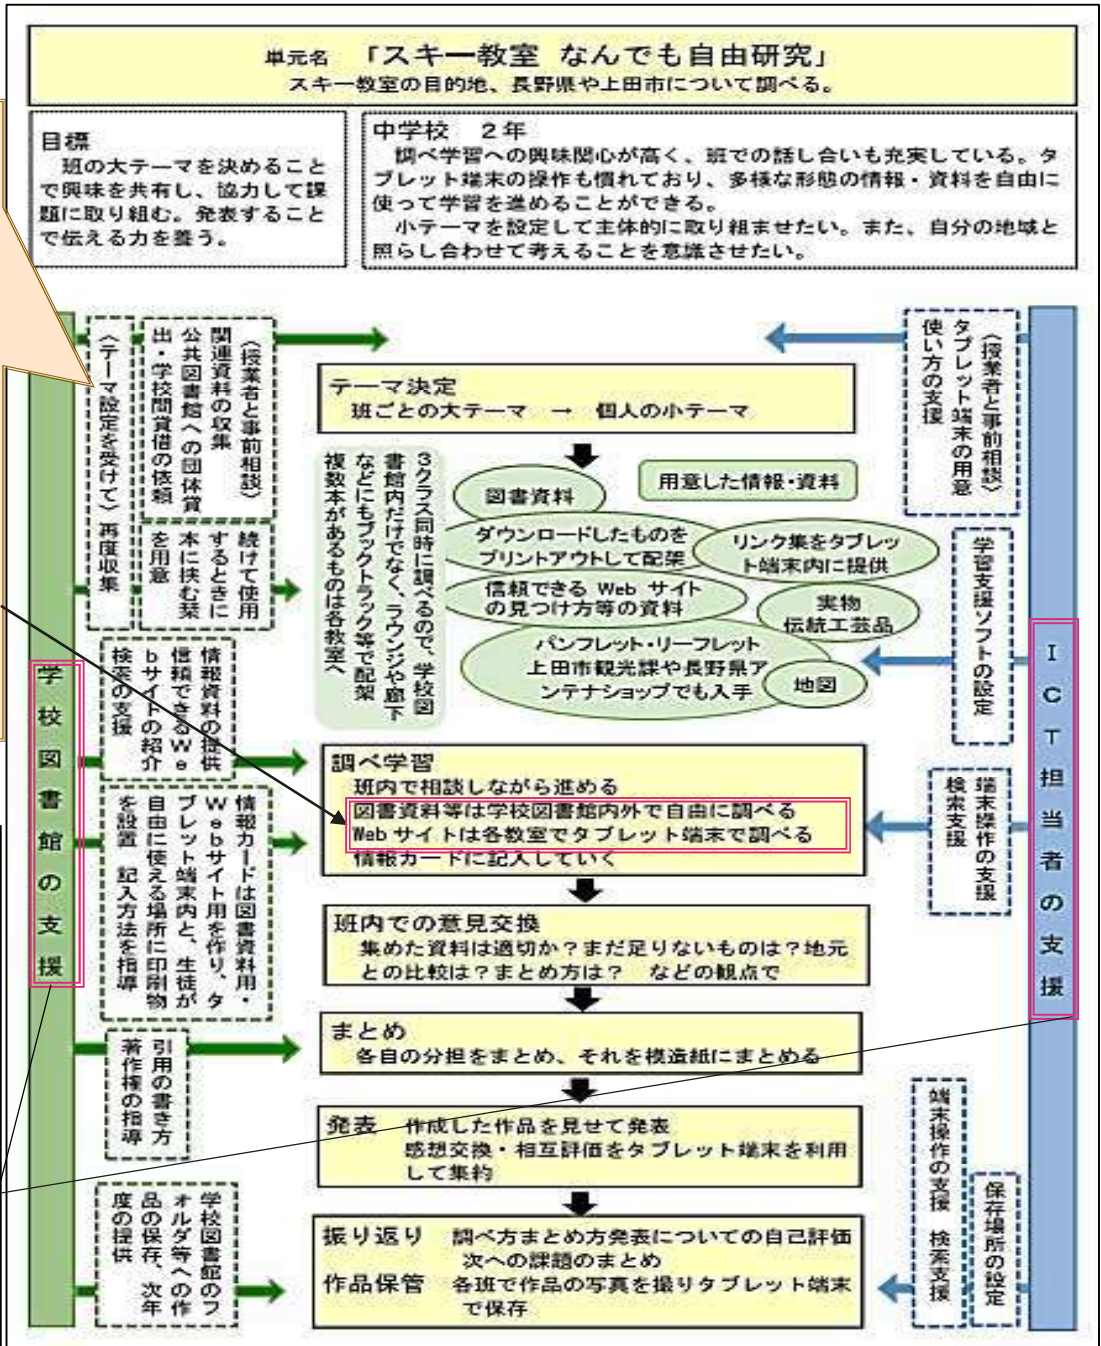 単元名 「スキー教室 なんでも自由研究」
スキー教室の目的地、長野県や上田市について調べる。
目標
班の大テーマを決めること
で興味を共有し、協力して課
題に取り組む。発表すること
で伝える力を養う。
中学校 2年
調べ学習への興味関心が高く、班での話し合いも充実している。タ
ブレット端末の操作も慣れており、多様な形態の情報・資料を自由に
使って学習を進めることができる。
小テーマを設定して主体的に取り組ませたい。また、自分の地域と
照らし合わせて考えることを意識させたい。
学校図書館の支援
〈授業者と事前相談〉
関連資料の収集
公共図書館への団体貸
出・学校間貸借の依頼
〈テーマ設定を受けて〉再度収集
続けて使用
するときに
本に挟む栞
を用意
情報資料の提供
信頼できるWe
bサイトの紹介
検索の支援
情報カードは図書資料用・
Webサイト用を作り、タ
ブレット端末内と、生徒が
自由に使える場所に印刷物
を設置 記入方法を指導
引用の書き方
著作権の指導
学校図書館のフ
ォルダ等への作
品の保存、次年
度の提供
テーマ決定
班ごとの大テーマ → 個人の小テーマ
3クラス同時に調べるので、学校図
書館内だけでなく、ラウンジや廊下
などにもブックトラック等で配架
複数本があるものは各教室へ
用意した情報・資料
図書資料
ダウンロードしたものを
プリントアウトして配架
リンク集をタブレッ
ト端末内に提供
信頼できる Web サイト
の見つけ方等の資料
実物
伝統工芸品
パンフレット・リーフレット
上田市観光課や長野県ア
ンテナショップでも入手
地図
調べ学習
班内で相談しながら進める
図書資料等は学校図書館内外で自由に調べる
Web サイトは各教室でタブレット端末で調べる
情報カードに記入していく
班内での意見交換
集めた資料は適切か？まだ足りないものは？地元
との比較は？まとめ方は？ などの観点で
まとめ
各自の分担をまとめ、それを模造紙にまとめる
発表 作成した作品を見せて発表
感想交換・相互評価をタブレット端末を利用
して集約
振り返り 調べ方まとめ方発表についての自己評価
次への課題のまとめ
作品保管 各班で作品の写真を撮りタブレット端末
で保存
ICT担当者の支援
〈授業者と事前相談〉
タブレット端末の用意
使い方の支援
学習支援ソフトの設定
端末操作の支援
検索支援
保存場所の設定
端末操作の支援 検索支援